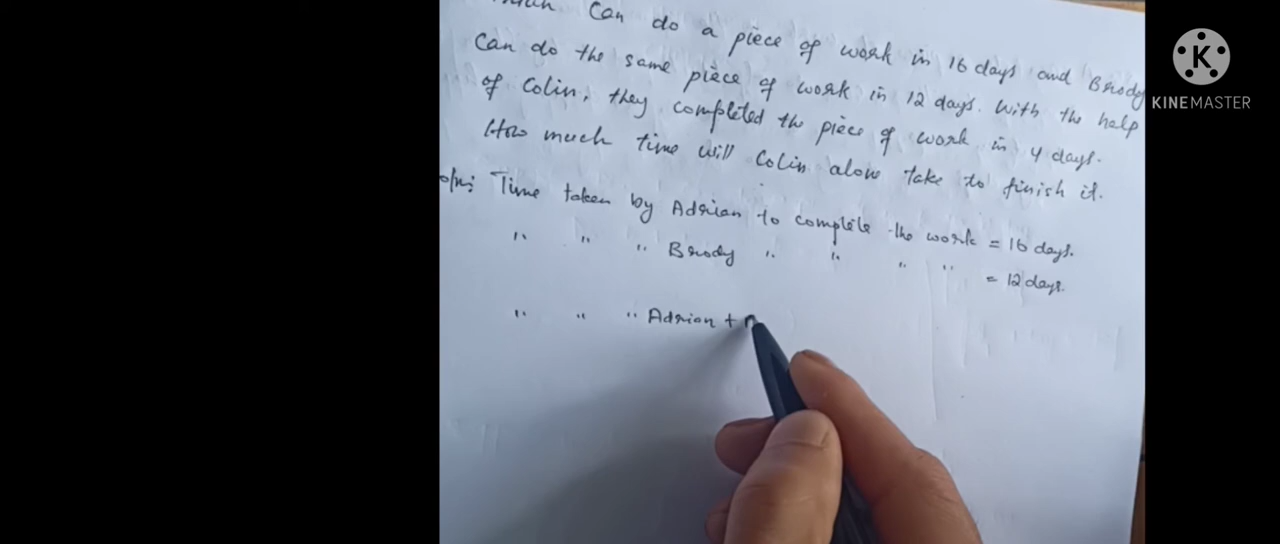 can do a piece of work in 16 days and Brody
can do the same piece of work in 12 days. With the help
of Colin, they completed the piece of work in 4 days.
How much time will Colin alone take to finish it.
Time taken by Adrian to complete the work = 16 days.
" " " Brody " " " " = 12 days.
" " " Adrian +
K
KINEMASTER